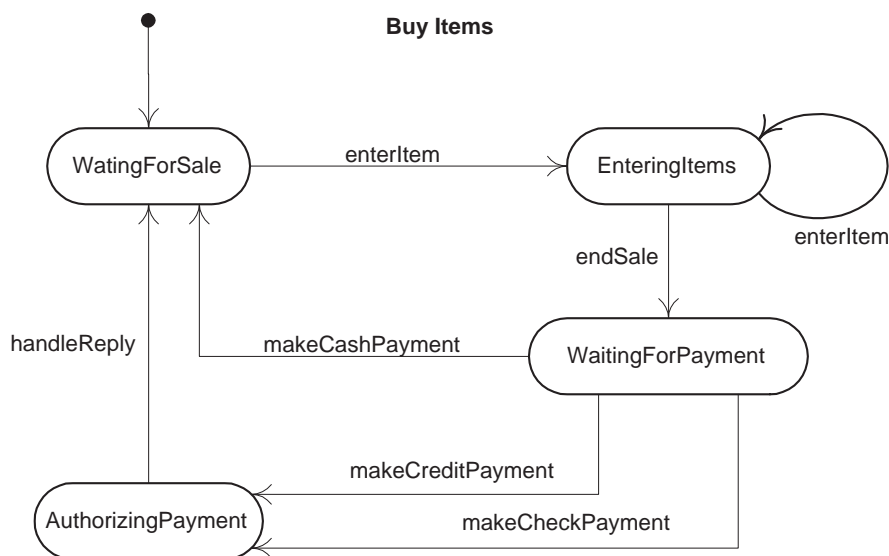 Buy Items
WatingForSale
enterItem
EnteringItems
enterItem
endSale
handleReply
makeCashPayment
WaitingForPayment
makeCreditPayment
AuthorizingPayment
makeCheckPayment